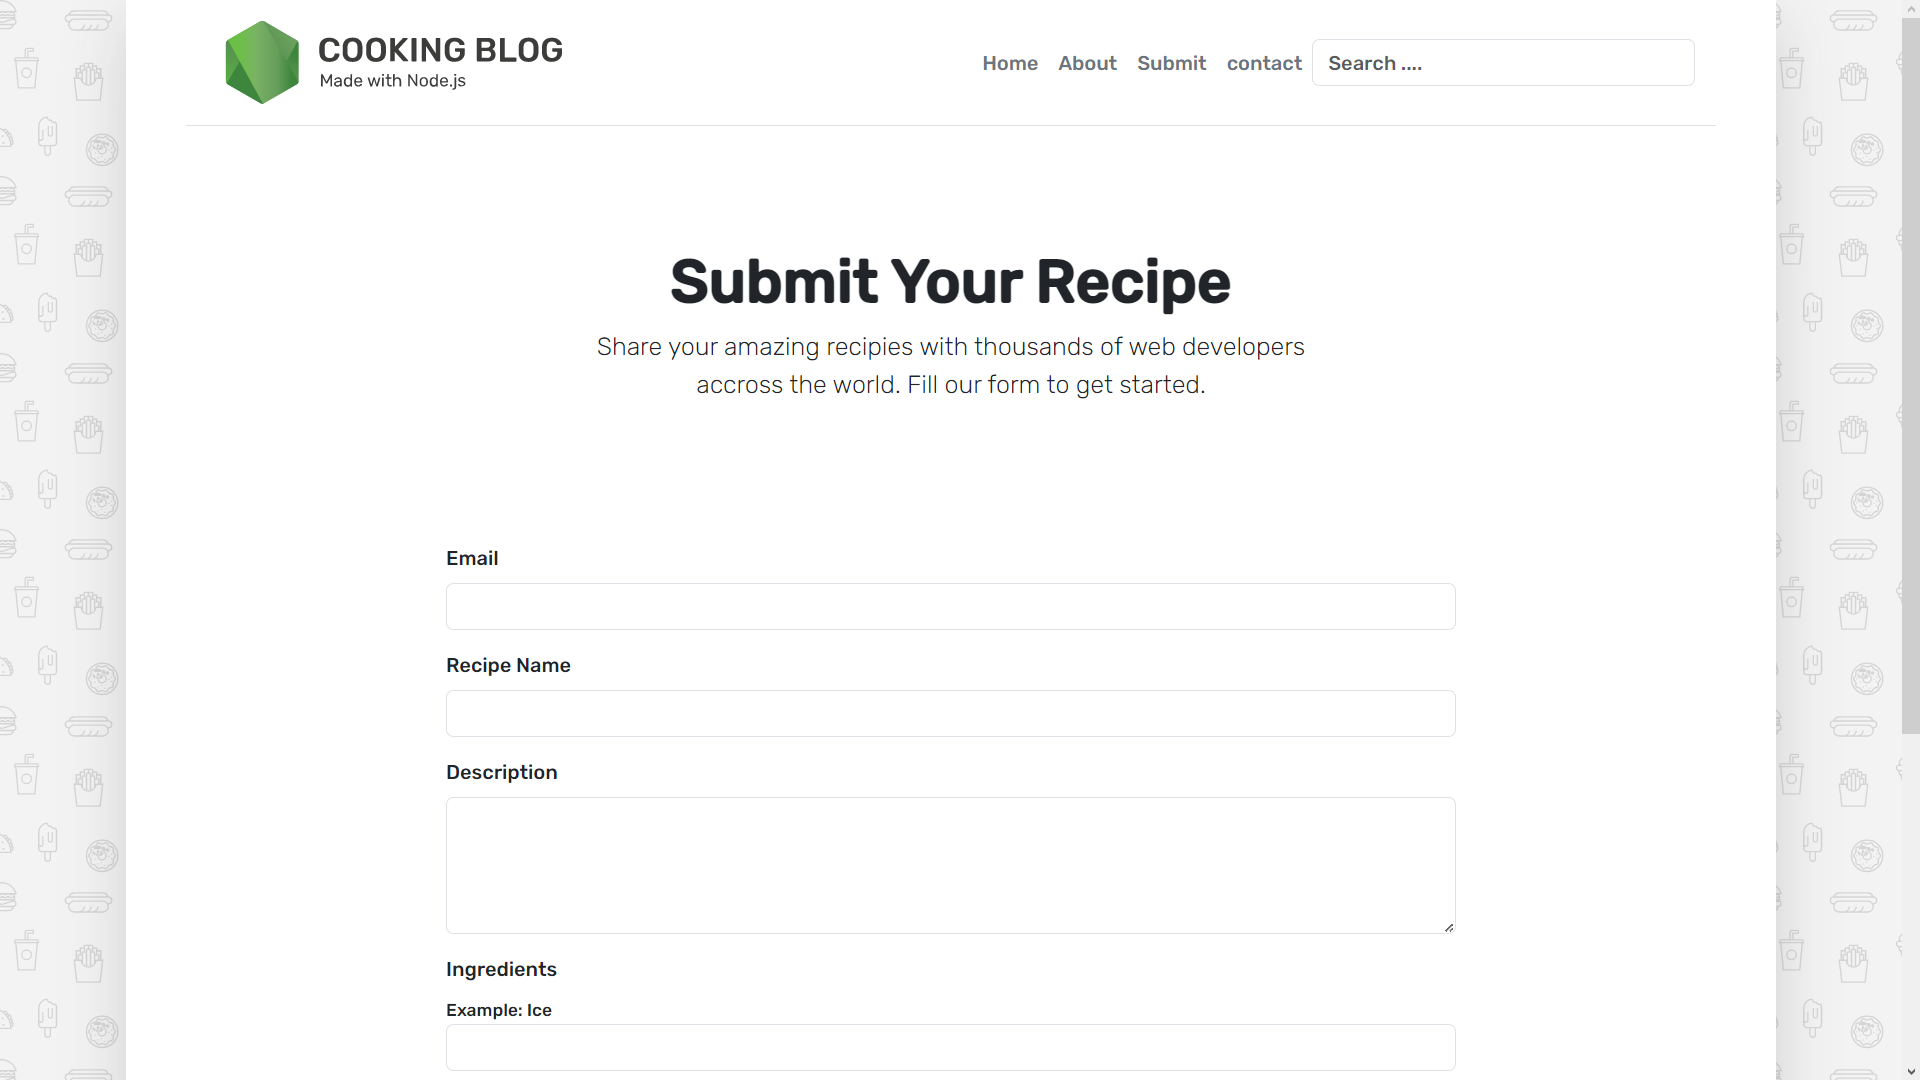 COOKING BLOG
Made with Node.js
Home About Submit contact Search ....
Submit Your Recipe
Share your amazing recipies with thousands of web developers
accross the world. Fill our form to get started.
Email
Recipe Name
Description
Ingredients
Example: Ice